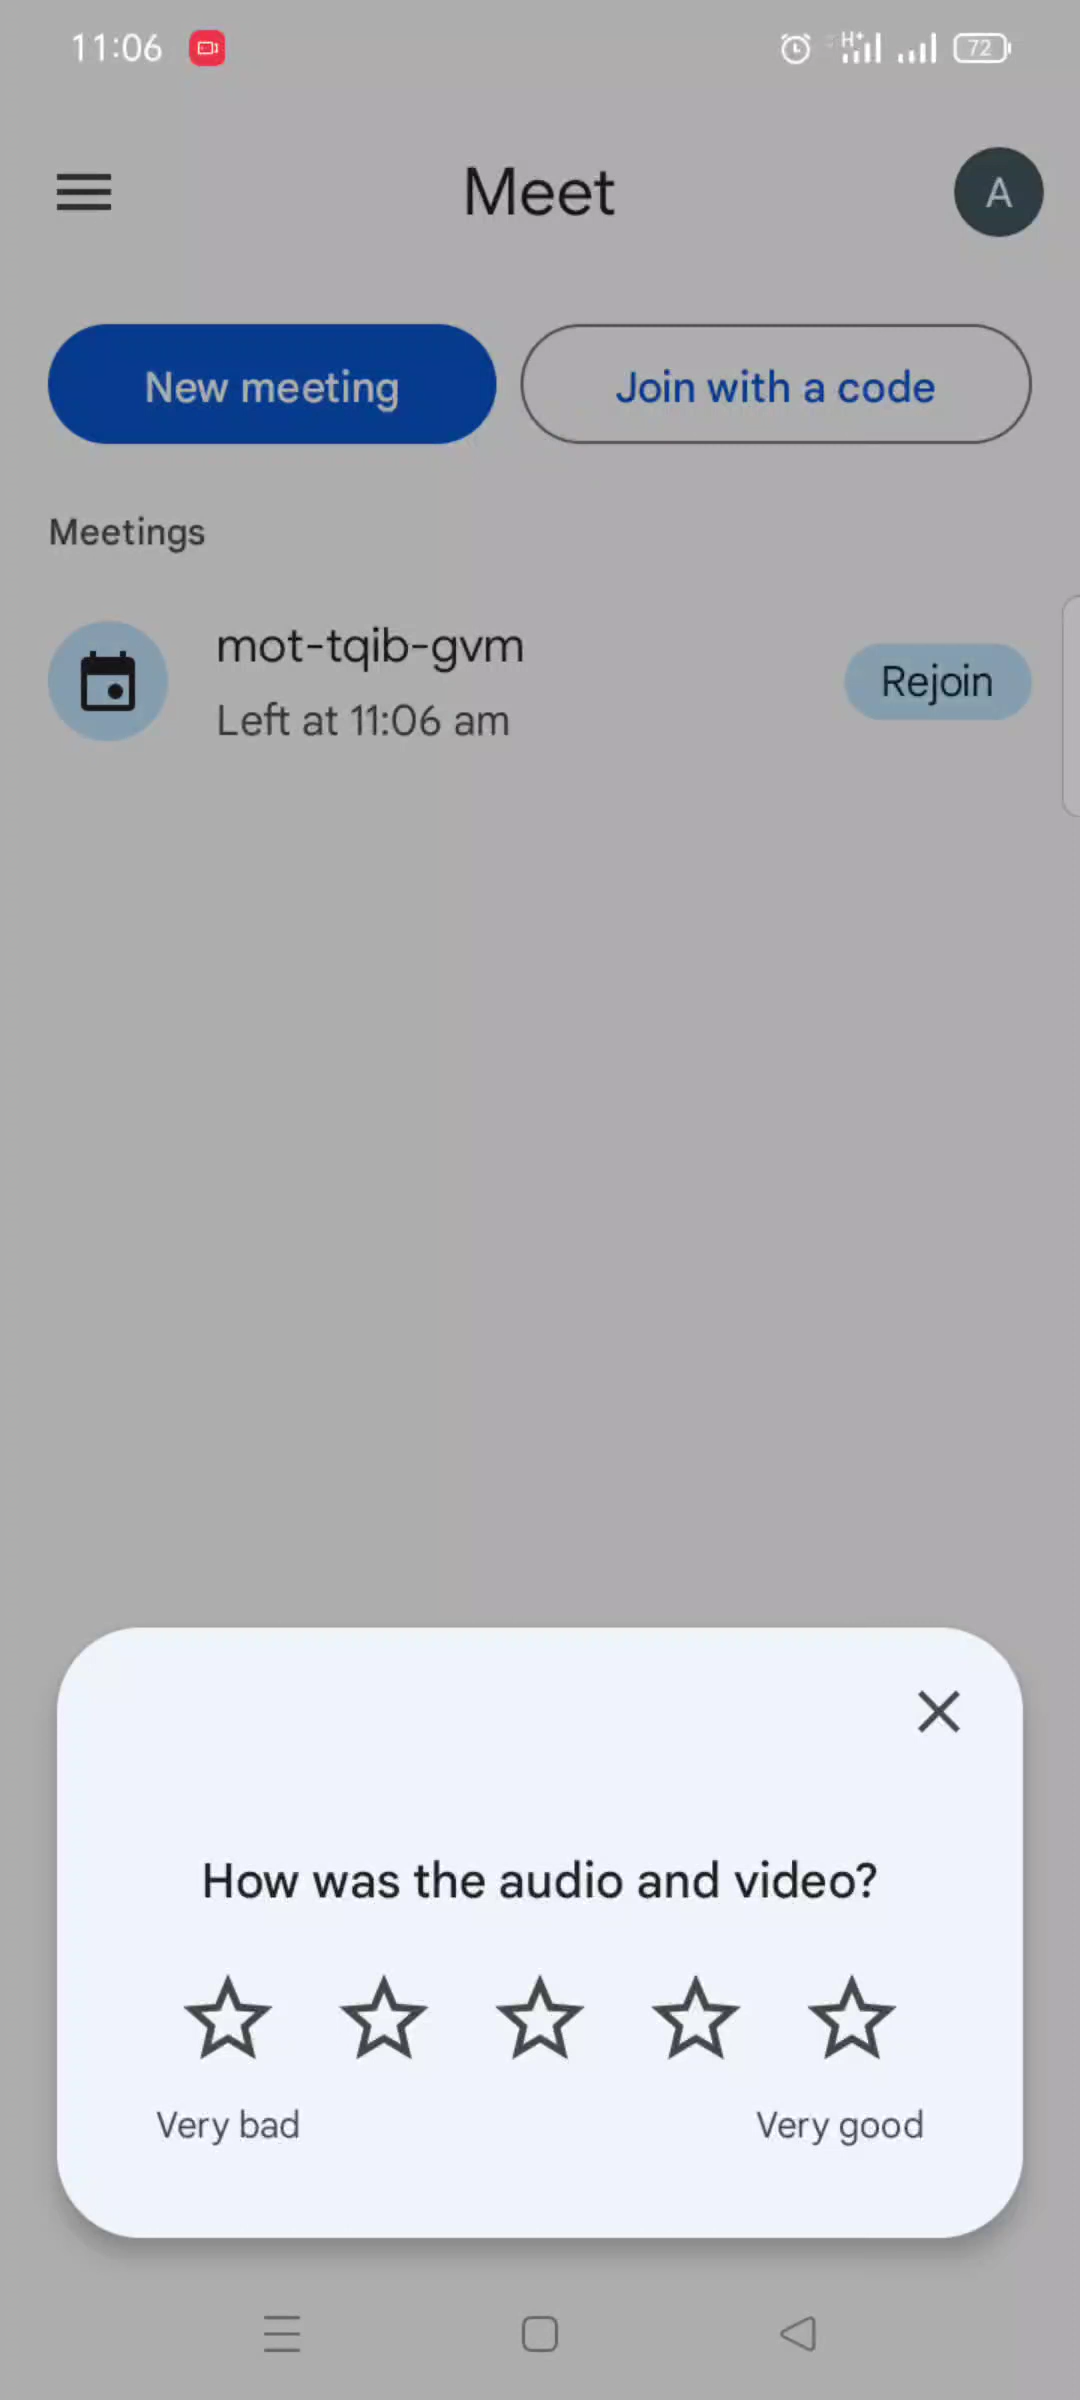 11:06
H+
72
Meet
A
New meeting
Join with a code
Meetings
mot-tqib-gvm
Left at 11:06 am
Rejoin
How was the audio and video?
Very bad
Very good